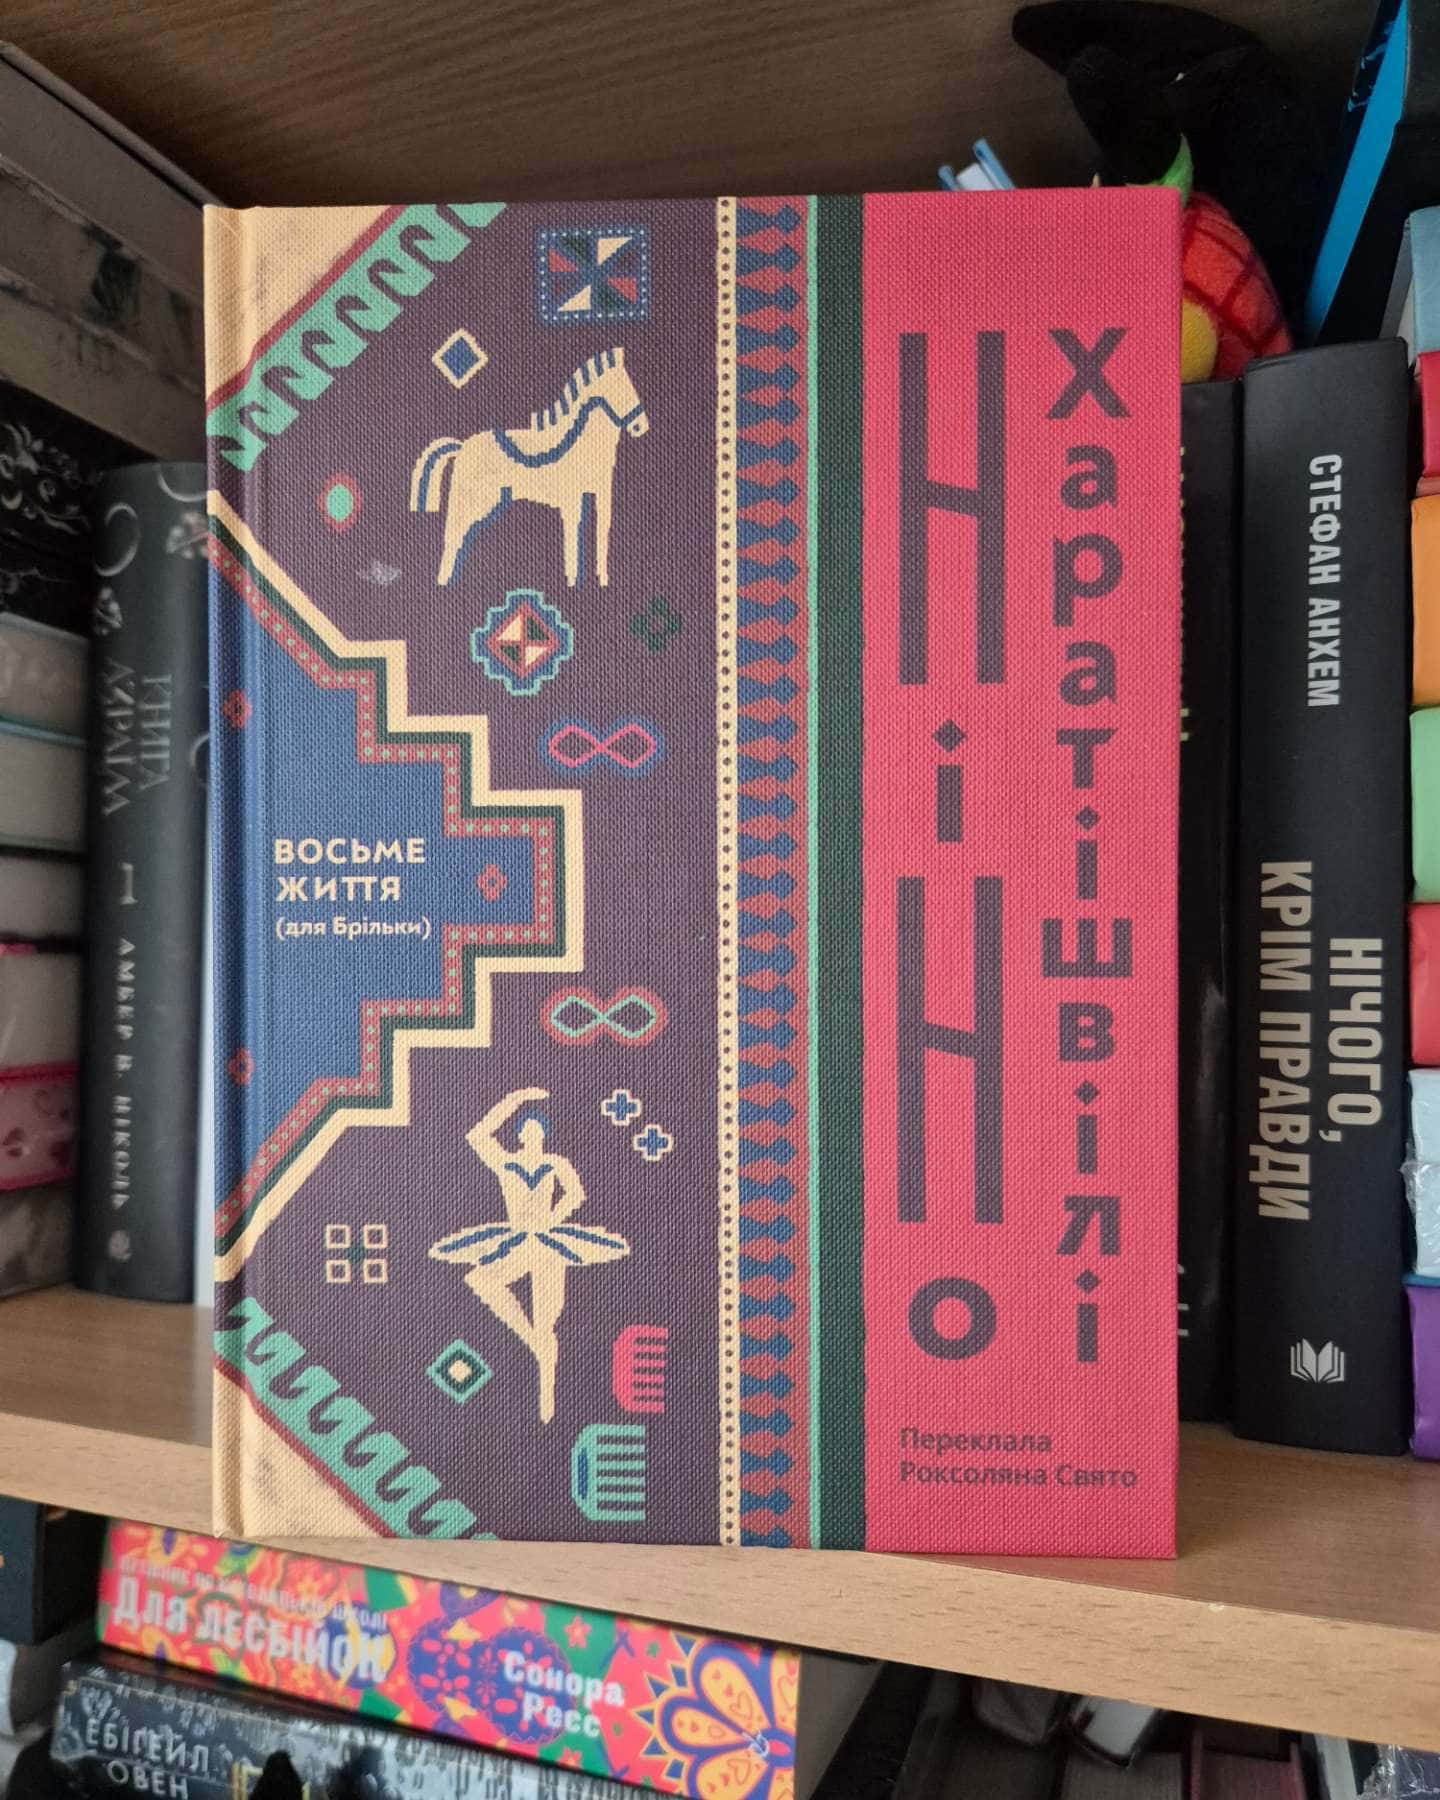 ВОСЬМЕ
ЖИТТЯ
(для Брільки)
Ніно
Харатішвілі
Переклала
Роксоляна Свято
КНИГА
АЗРІЛЛ
1
АМБЕР В. НІКОЛЬ
СТЕФАН АНХЕМ
НІЧОГО,
КРІМ ПРАВДИ
Для лесбійок
Сонора
Ресс
ЕБІГЕЙЛ
ОВЕН